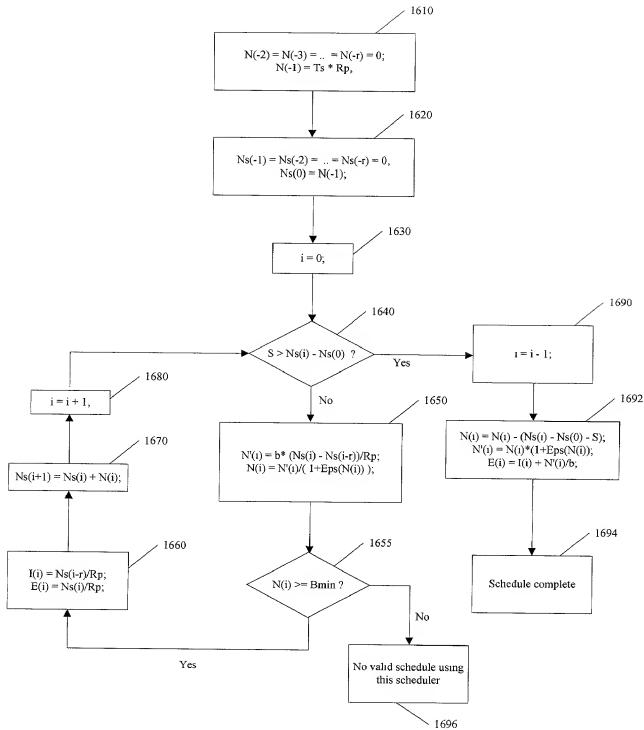 1610
N(-2) = N(-3) = .. = N(-r) = 0;
N(-1) = Ts * Rp,
1620
Ns(-1) = Ns(-2) = .. = Ns(-r) = 0,
Ns(0) = N(-1);
1630
i = 0;
1640
S > Ns(i) - Ns(0) ?
Yes
No
1690
ı = i - 1;
1692
N(ı) = N(ı) - (Ns(ı) - Ns(0) - S);
N'(ı) = N(ı)*(1+Eps(N(i));
E(i) = I(i) + N'(i)/b;
1694
Schedule complete
1680
i = i + 1,
1670
Ns(i+1) = Ns(i) + N(i);
1650
N'(ı) = b* (Ns(i) - Ns(i-r))/Rp;
N(i) = N'(ı)/( 1+Eps(N(i)) );
1660
I(i) = Ns(i-r)/Rp;
E(i) = Ns(i)/Rp;
1655
N(i) >= Bmin ?
No
Yes
No valid schedule using
this scheduler
1696